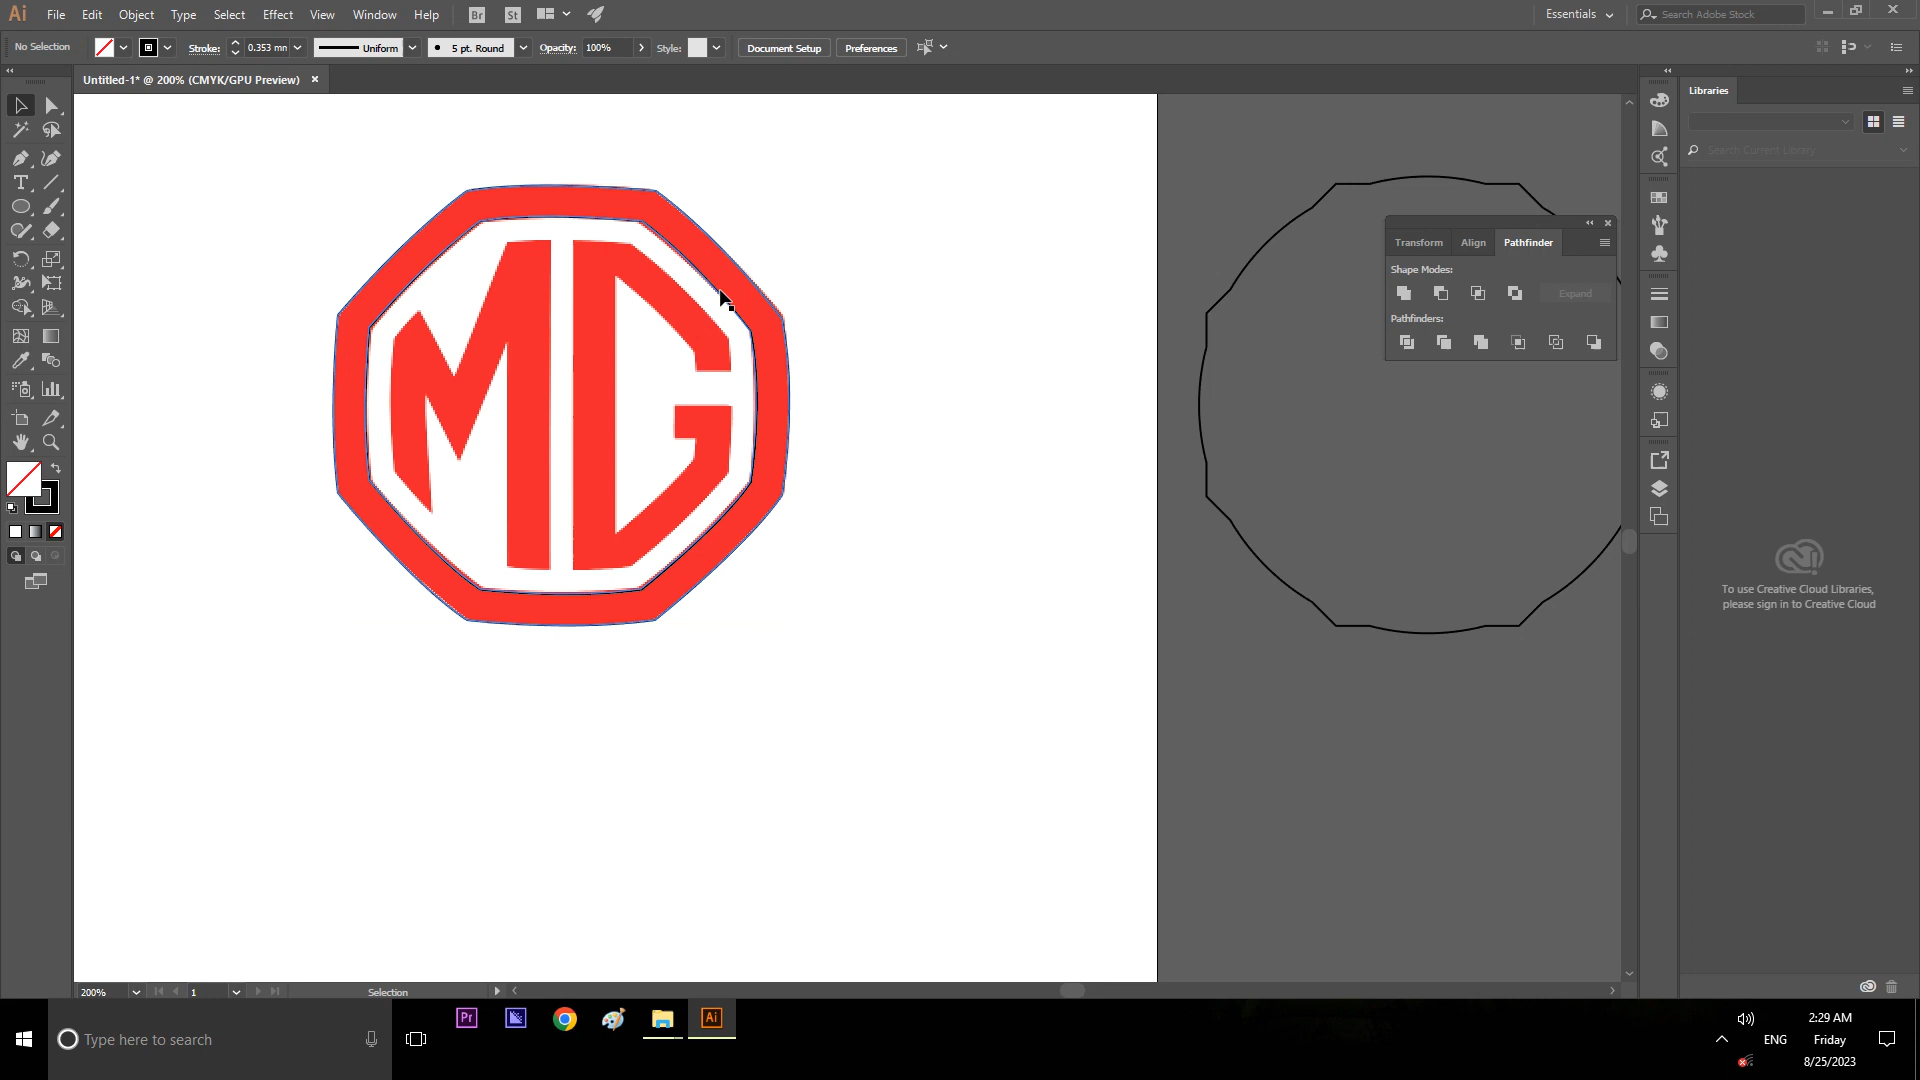 Ai File Edit Object Type Select Effect View Window Help Br St Essentials Search Adobe Stock
No Selection Stroke: 0.353 mm Uniform 5 pt. Round Opacity: 100% Style: Document Setup Preferences
Untitled-1* @ 200% (CMYK/GPU Preview)
Libraries
Search Current Library
MG
Transform Align Pathfinder
Shape Modes:
Expand
Pathfinders:
To use Creative Cloud Libraries,
please sign in to Creative Cloud
200% 1 Selection
Pr Ai
Type here to search
2:29 AM
ENG Friday
8/25/2023